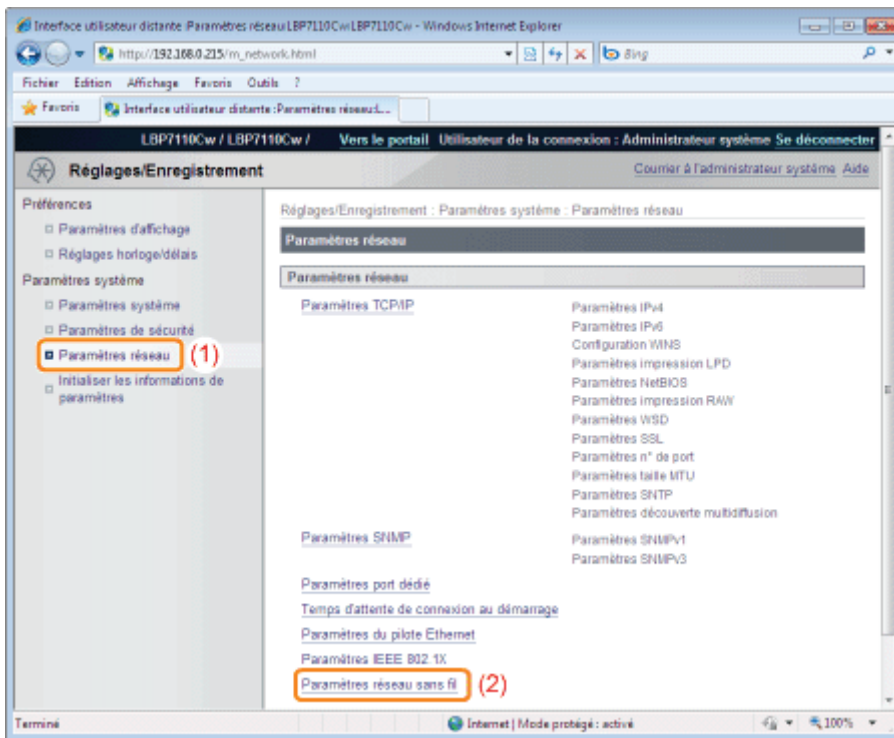 Interface utilisateur distante :Paramètres réseau:LBP7110Cw:LBP7110Cw - Windows Internet Explorer
http://192.168.0.215/m_network.html
Bing
Fichier Edition Affichage Favoris Outils ?
Favoris Interface utilisateur distante :Paramètres réseau:L...
LBP7110Cw / LBP7110Cw / Vers le portail Utilisateur de la connexion : Administrateur système Se déconnecter
Réglages/Enregistrement Courrier à l'administrateur système Aide
Préférences
Paramètres d'affichage
Réglages horloge/délais
Paramètres système
Paramètres système
Paramètres de sécurité
Paramètres réseau (1)
Initialiser les informations de
paramètres
Réglages/Enregistrement : Paramètres système : Paramètres réseau
Paramètres réseau
Paramètres réseau
Paramètres TCP/IP Paramètres IPv4
Paramètres IPv6
Configuration WINS
Paramètres impression LPD
Paramètres NetBIOS
Paramètres impression RAW
Paramètres WSD
Paramètres SSL
Paramètres n° de port
Paramètres taille MTU
Paramètres SNTP
Paramètres découverte multidiffusion
Paramètres SNMP Paramètres SNMPv1
Paramètres SNMPv3
Paramètres port dédié
Temps d'attente de connexion au démarrage
Paramètres du pilote Ethernet
Paramètres IEEE 802.1X
Paramètres réseau sans fil (2)
Terminé Internet | Mode protégé : activé 100%